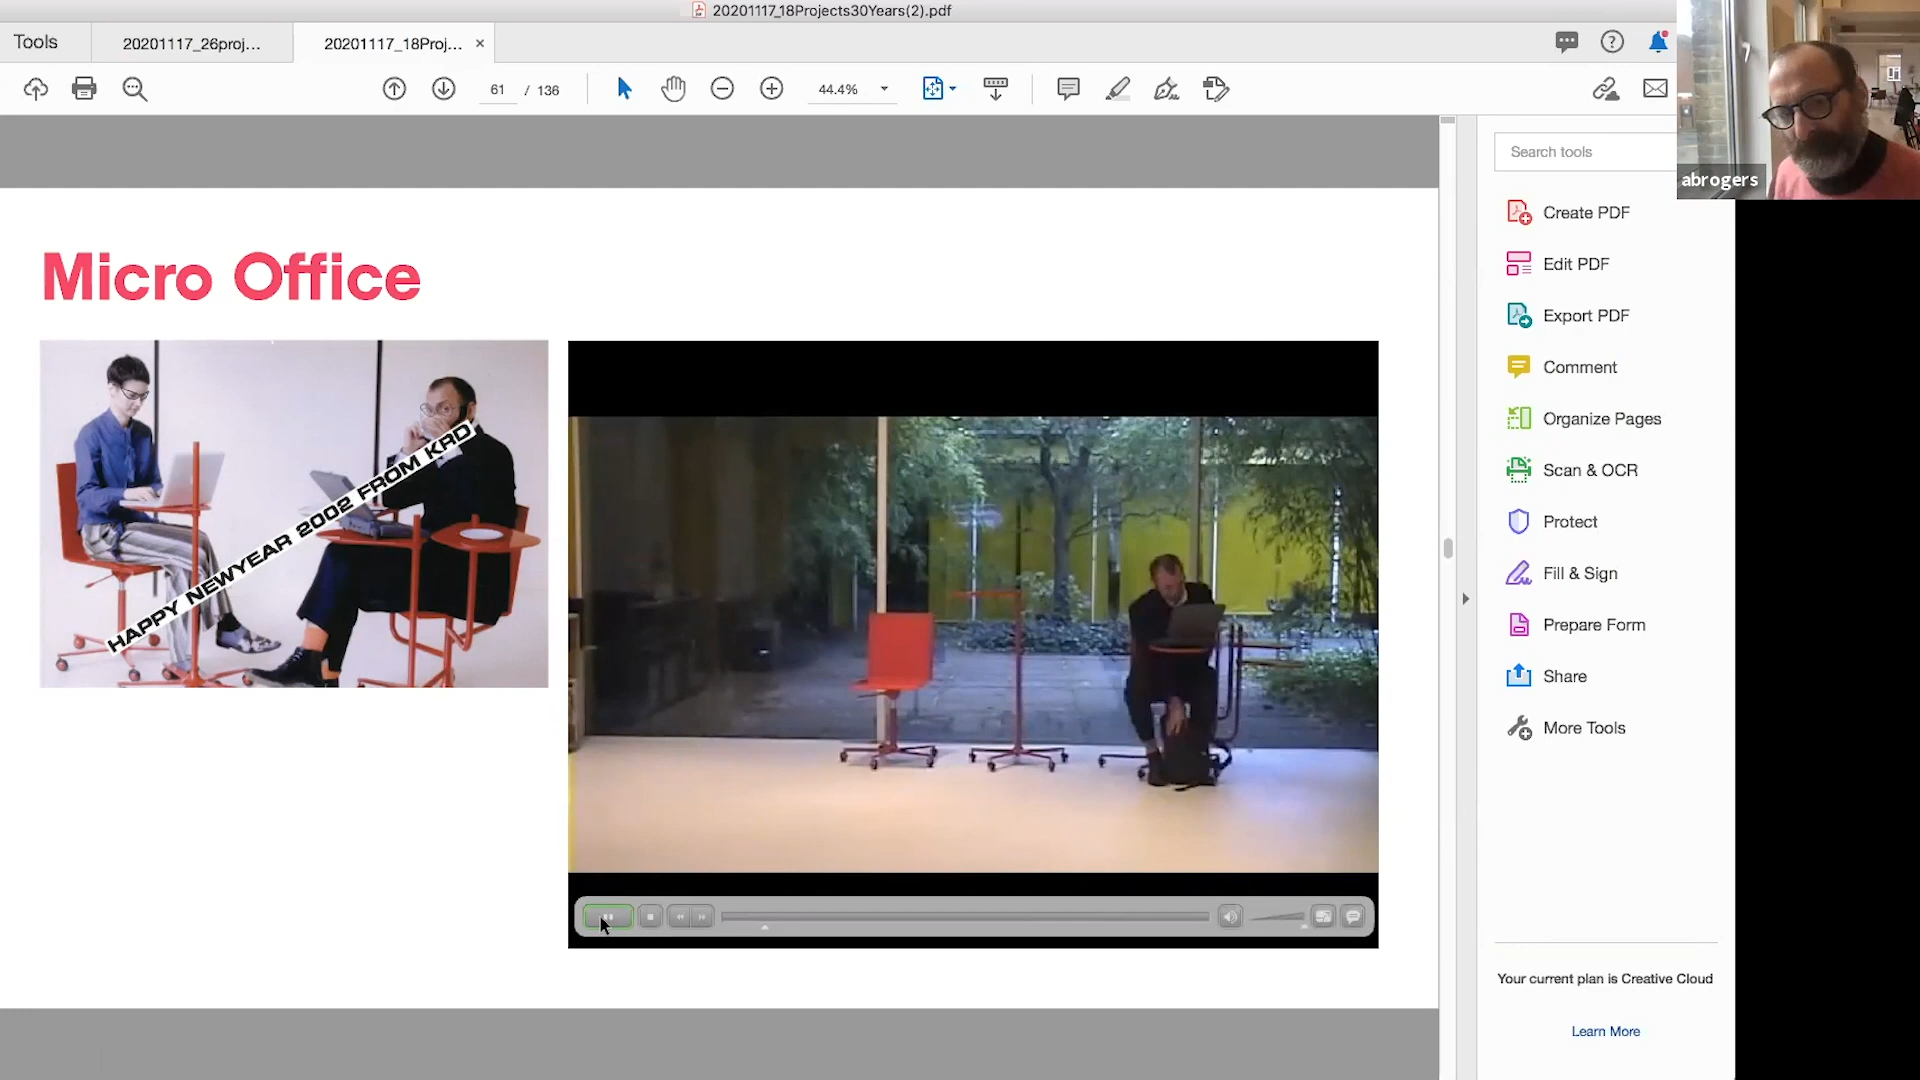 20201117_18Projects30Years(2).pdf
Tools
20201117_26proj...
20201117_18Proj... ×
61 / 136
44.4%
Search tools
abrogers
Create PDF
Micro Office
Edit PDF
Export PDF
Comment
Organize Pages
HAPPY NEWYEAR 2002 FROM KRD
Scan & OCR
Protect
Fill & Sign
Prepare Form
Share
More Tools
Your current plan is Creative Cloud
Learn More